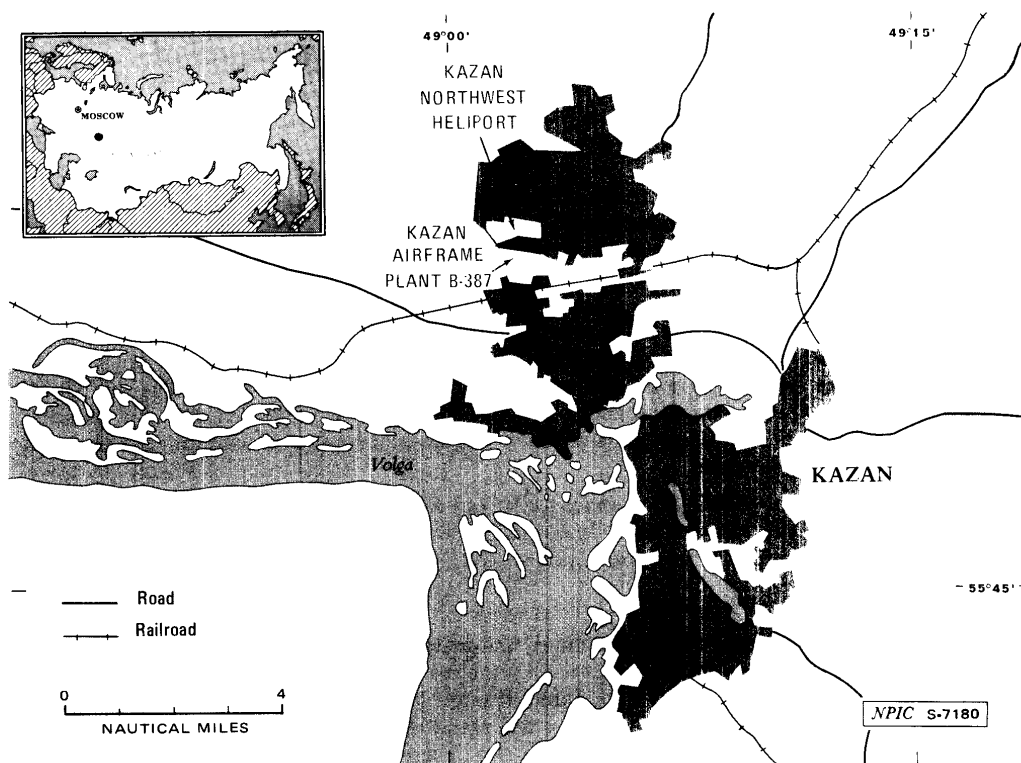 49°00'
49°15'
KAZAN
NORTHWEST
HELIPORT
MOSCOW
KAZAN
AIRFRAME
PLANT B-387
Volga
KAZAN
55°45'
Road
Railroad
0 4
NAUTICAL MILES
NPIC S-7180